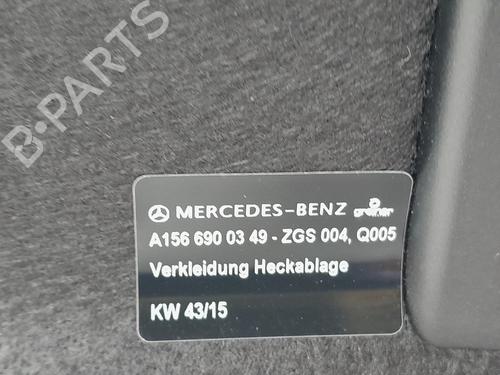 B-PARTS
MERCEDES-BENZ greiner
A156 690 03 49 - ZGS 004, Q005
Verkleidung Heckablage
KW 43/15